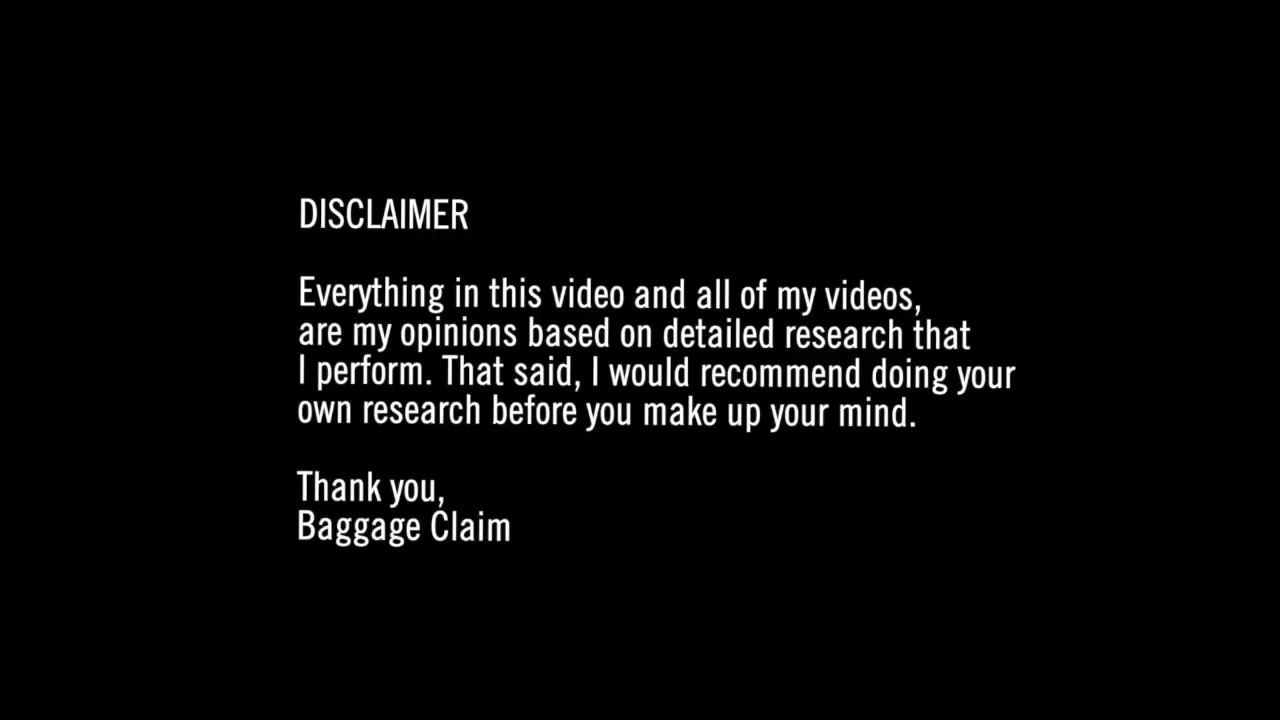 DISCLAIMER
Everything in this video and all of my videos,
are my opinions based on detailed research that
I perform. That said, I would recommend doing your
own research before you make up your mind.
Thank you,
Baggage Claim